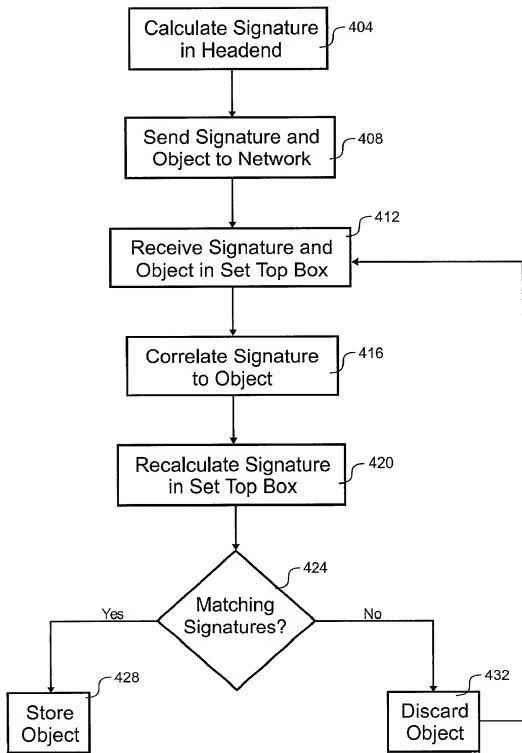 Calculate Signature
in Headend
404
Send Signature and
Object to Network
408
412
Receive Signature and
Object in Set Top Box
Correlate Signature
to Object
416
Recalculate Signature
in Set Top Box
420
424
Matching
Signatures?
Yes
No
428
Store
Object
432
Discard
Object